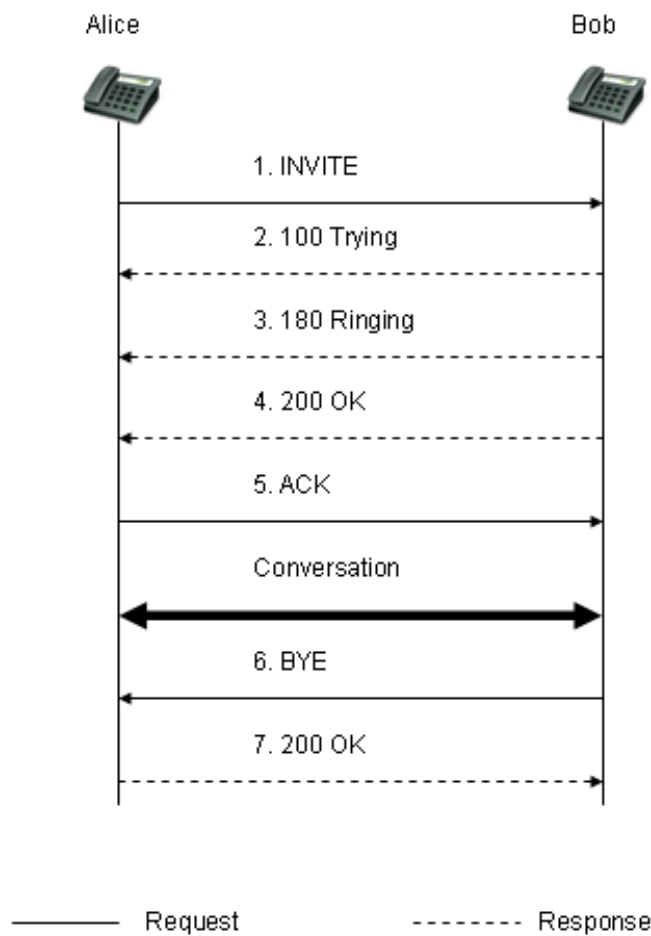 Alice Bob
1. INVITE
2. 100 Trying
3. 180 Ringing
4. 200 OK
5. ACK
Conversation
6. BYE
7. 200 OK
Request Response